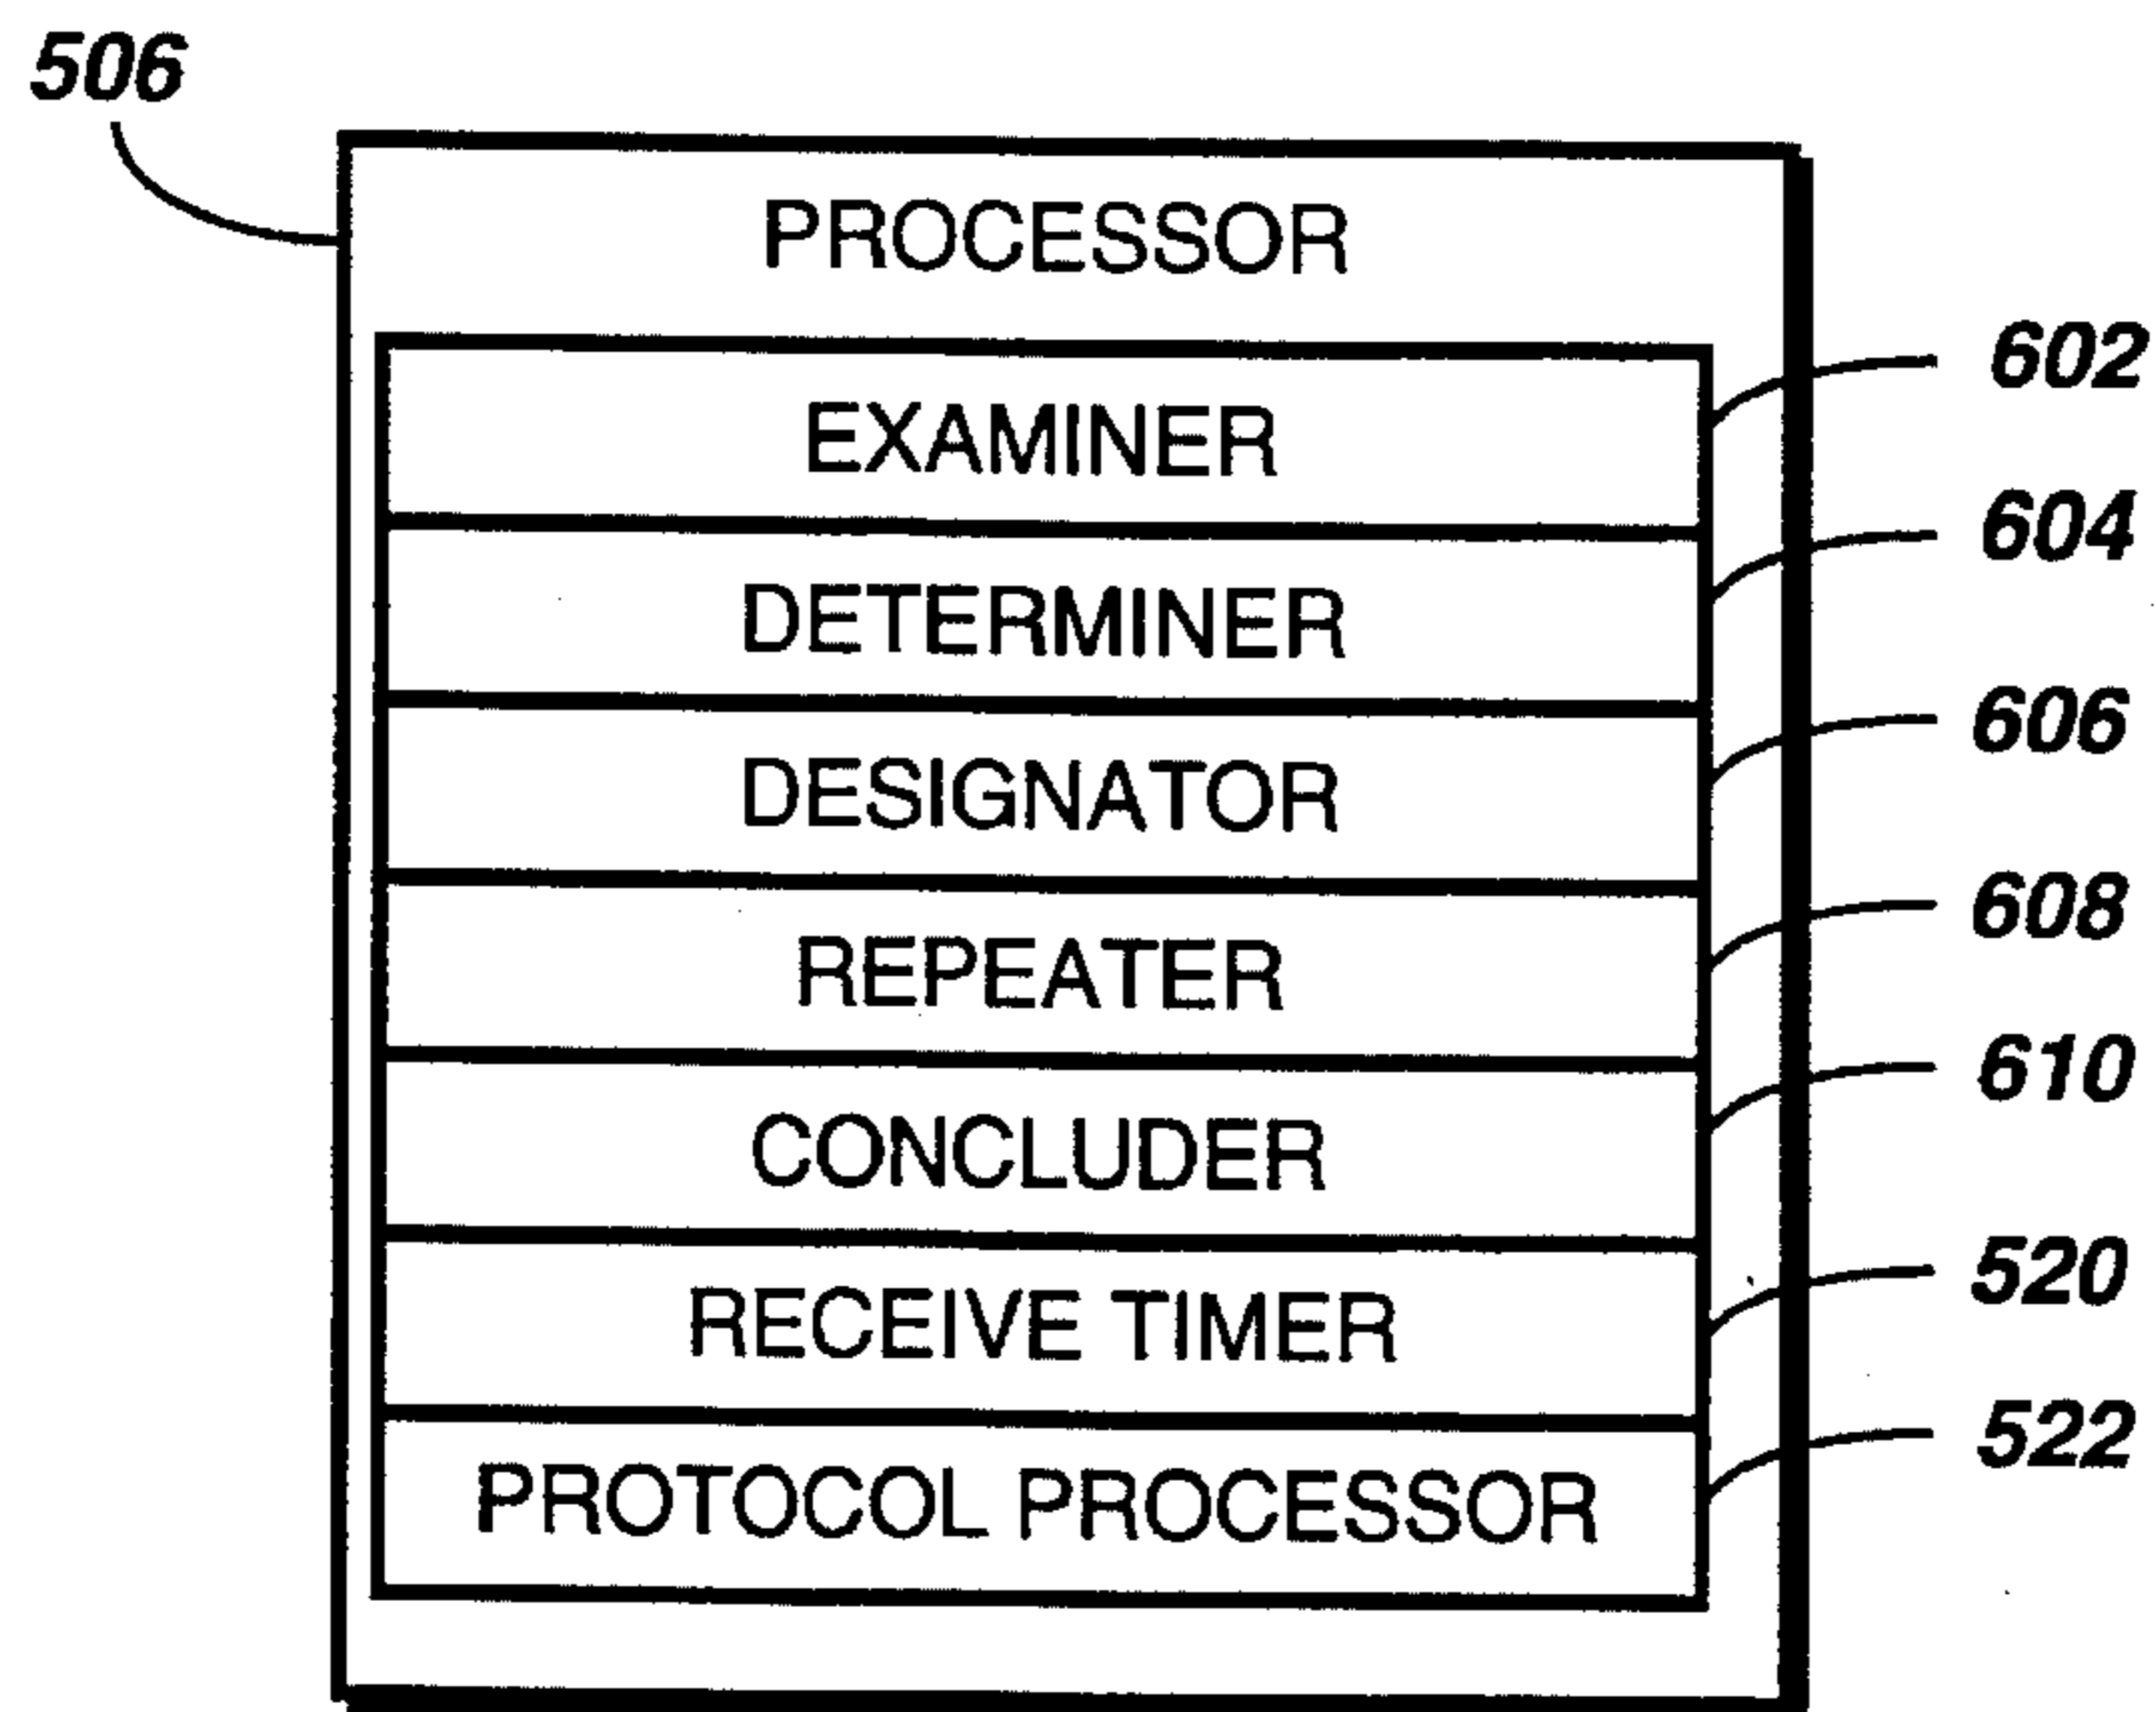 506
PROCESSOR
602
EXAMINER
604
DETERMINER
606
DESIGNATOR
608
REPEATER
610
CONCLUDER
520
RECEIVE TIMER
522
PROTOCOL PROCESSOR